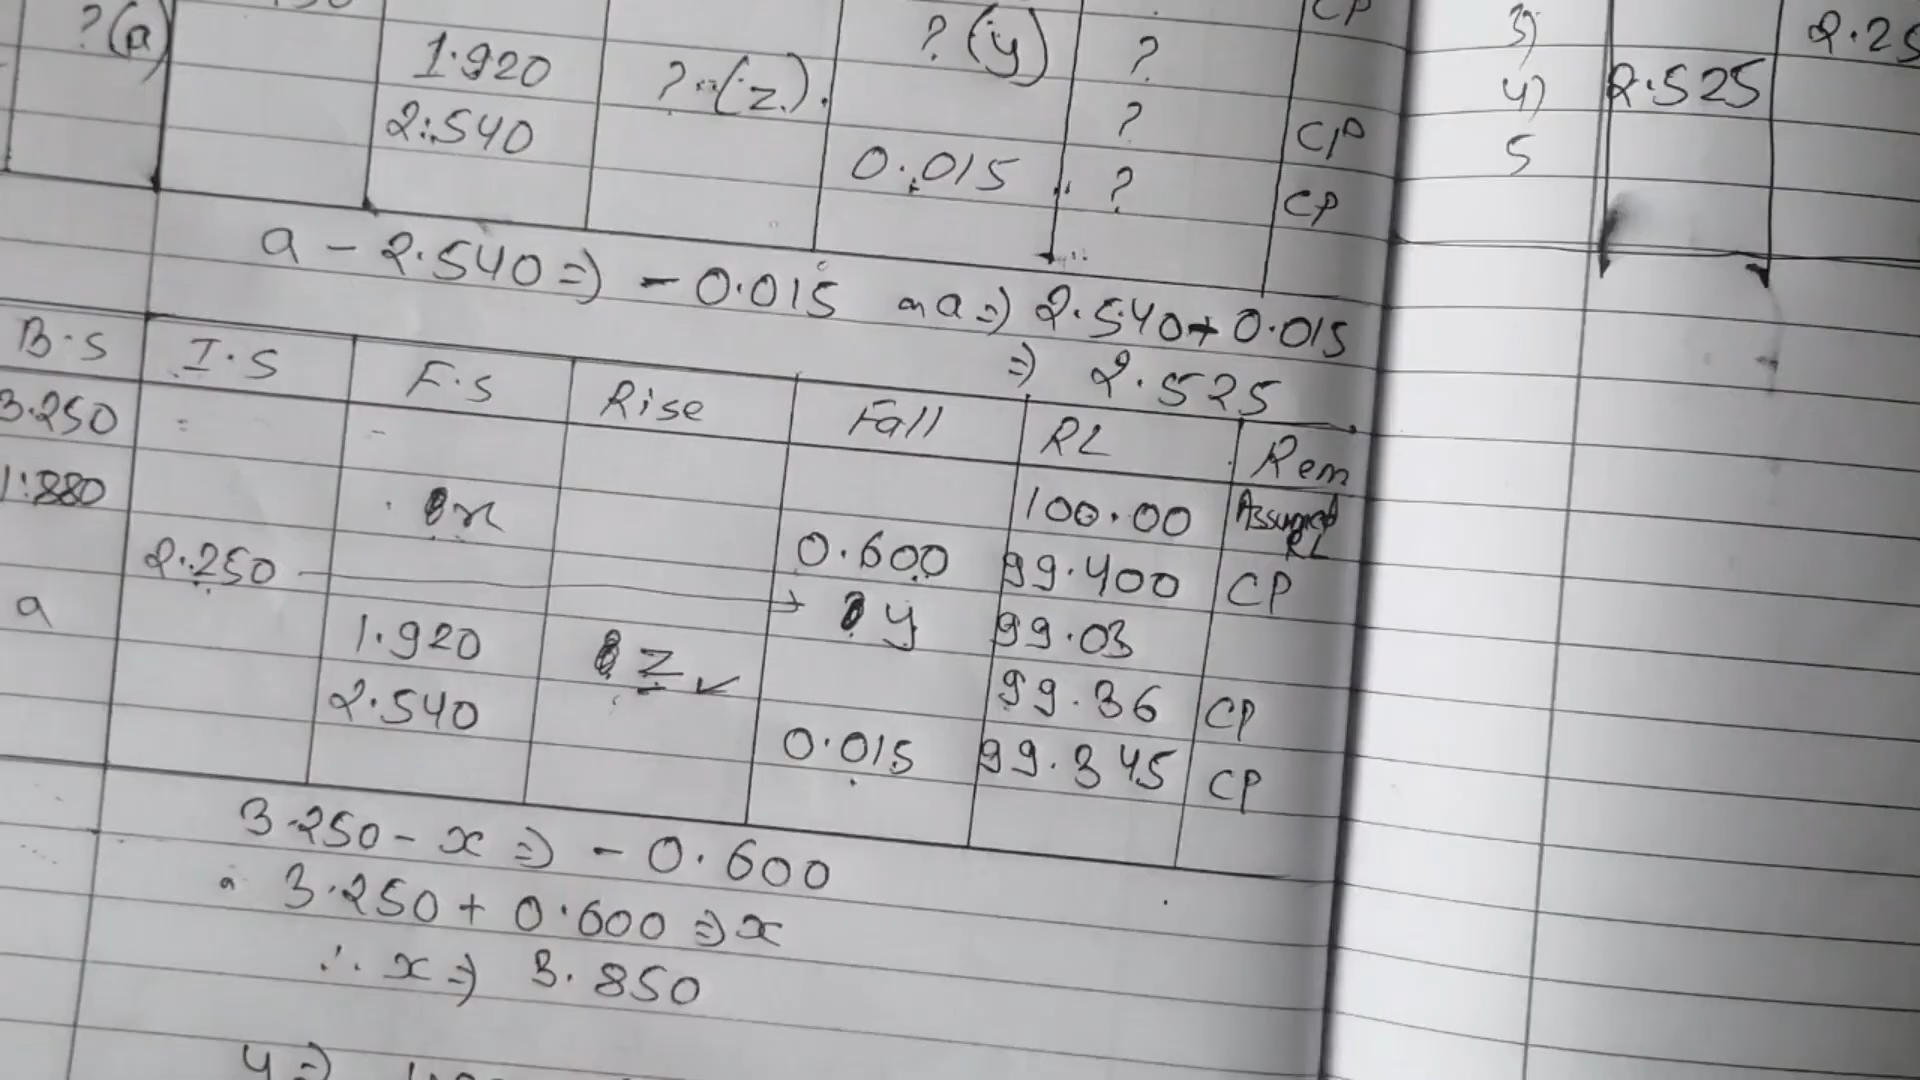 ?(a) 1.920 ?(z). ?(y) ? CP
2.540 ? CP
0.015 ? CP
a - 2.540 ⇒ - 0.015 a ⇒ 2.540+0.015
⇒ 2.525
B.S I.S F.S Rise Fall RL Rem
3.250 - - 100.00 Assumed RL
1.880 x 0.600 99.400 CP
2.250 y 99.03
a 1.920 z ✓ 99.36 CP
2.540 0.015 99.345 CP
3.250 - x ⇒ - 0.600
3.250 + 0.600 ⇒ x
∴ x ⇒ 3.850
y ⇒
3) 2.25
4) 2.525
5